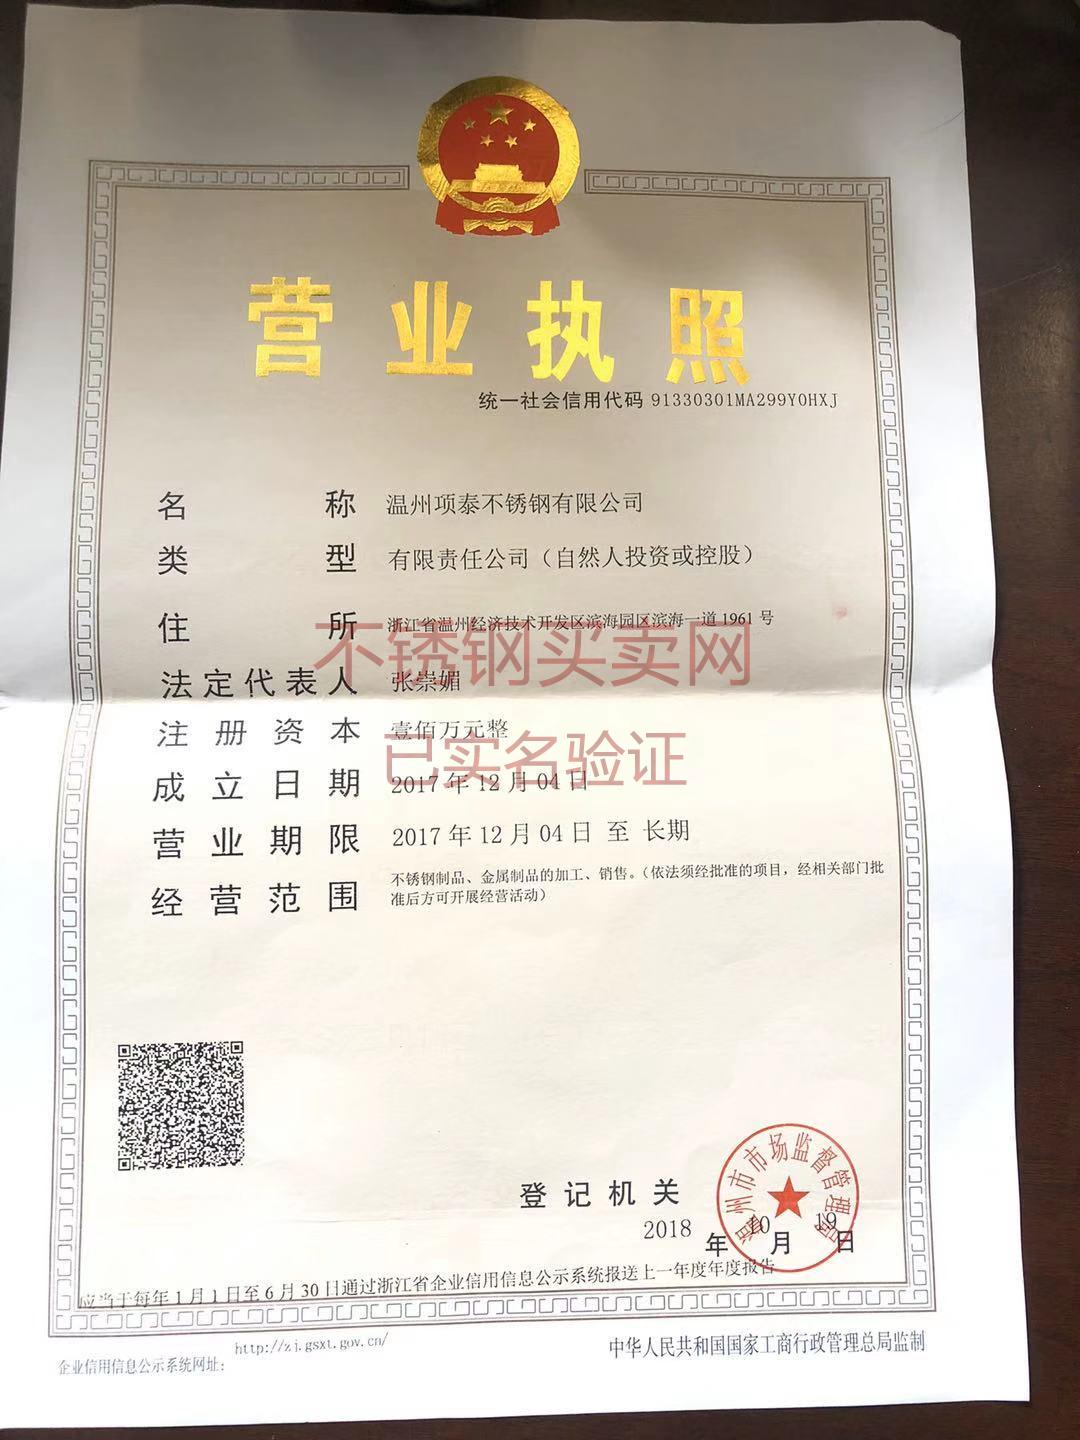 营业执照
统一社会信用代码 91330301MA299Y0HXJ
名称 温州项泰不锈钢有限公司
类型 有限责任公司（自然人投资或控股）
住所 浙江省温州经济技术开发区滨海园区滨海一道1961号
不锈钢买卖网
法定代表人 张崇媚
注册资本 壹佰万元整
已实名验证
成立日期 2017年12月04日
营业期限 2017年12月04日 至 长期
经营范围 不锈钢制品、金属制品的加工、销售。（依法须经批准的项目，经相关部门批
准后方可开展经营活动）
登记机关
温州市市场监督管理局
2018年10月19日
应当于每年1月1日至6月30日通过浙江省企业信用信息公示系统报送上一年度年度报告
企业信用信息公示系统网址：http://zj.gsxt.gov.cn/
中华人民共和国国家工商行政管理总局监制